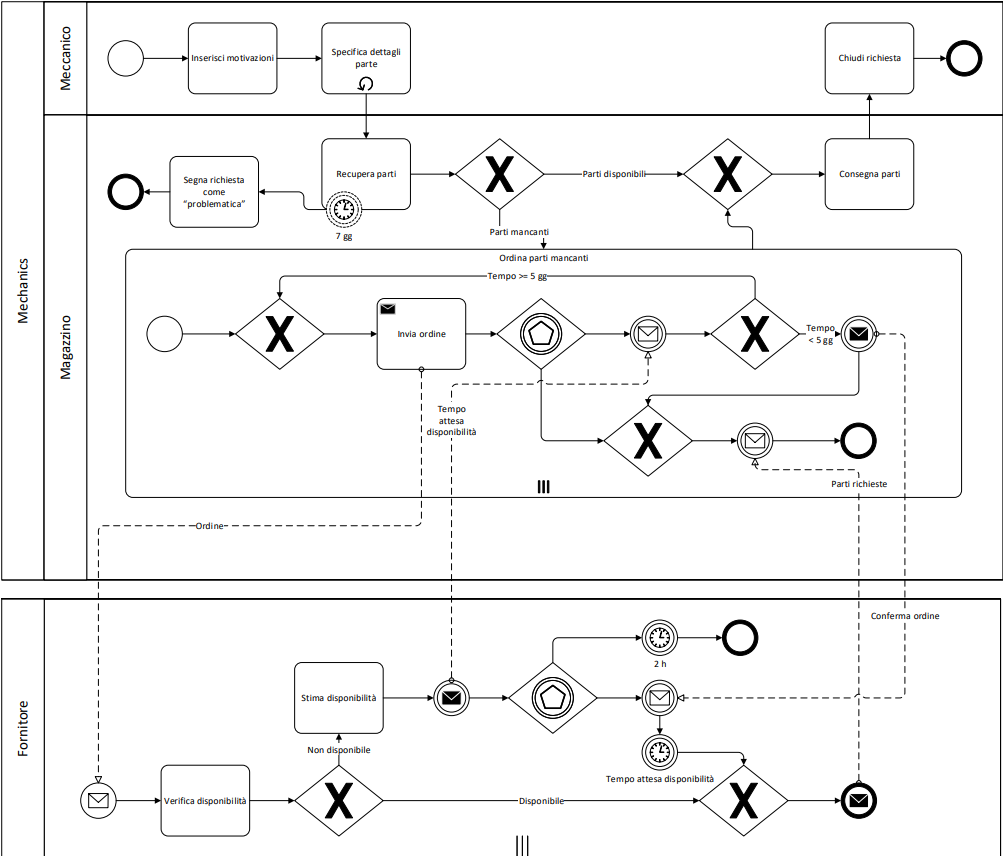 Mechanics
Meccanico
Inserisci motivazioni
Specifica dettagli
parte
Chiudi richiesta
Magazzino
Segna richiesta
come
“problematica”
Recupera parti
7 gg
X
Parti disponibili
X
Consegna parti
Parti mancanti
Ordina parti mancanti
Tempo >= 5 gg
X
Invia ordine
X
Tempo
< 5 gg
Tempo
attesa
disponibilità
X
Parti richieste
Ordine
Conferma ordine
Fornitore
2 h
Stima disponibilità
Non disponibile
Tempo attesa disponibilità
Verifica disponibilità
X
Disponibile
X